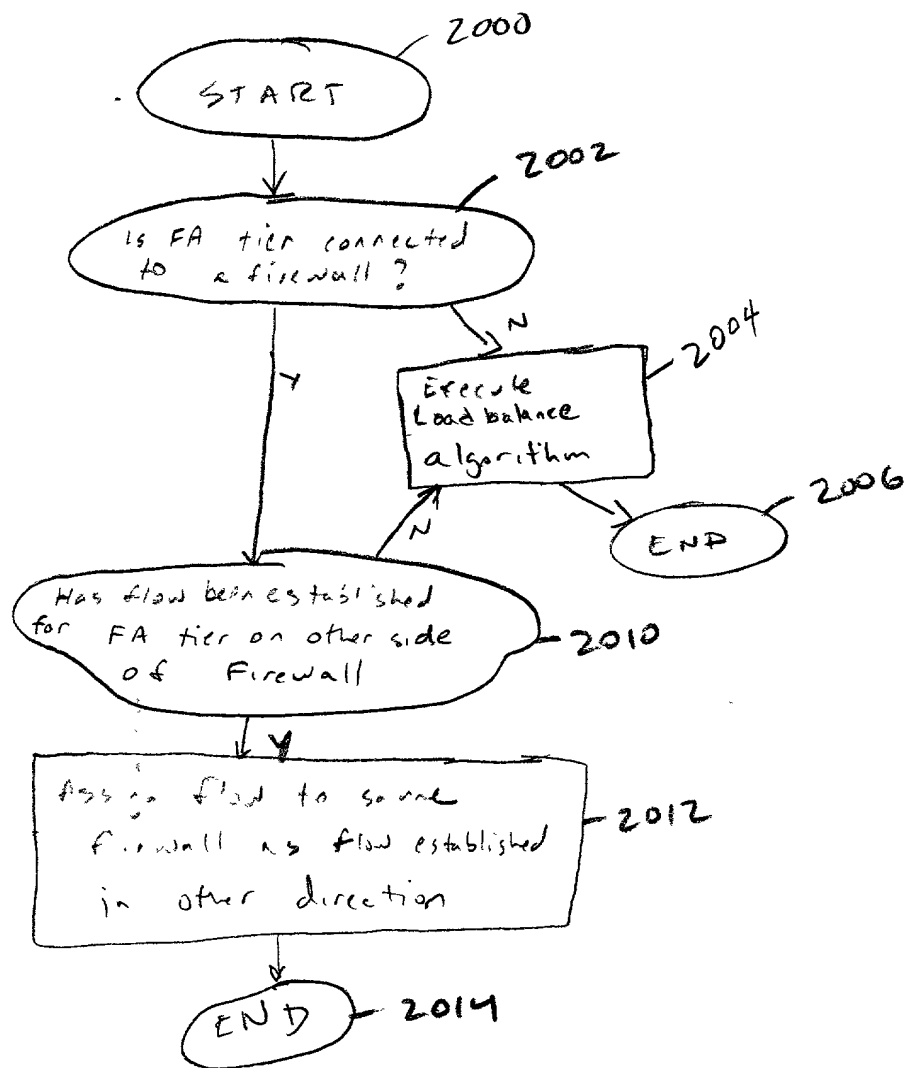 2000
START
2002
Is FA tier connected
to a firewall?
N
2004
Y
Execute
Load balance
algorithm
2006
N
END
Has flow been established
for FA tier on other side
of Firewall
2010
Y
Assign flow to same
firewall as flow established
in other direction
2012
END
2014